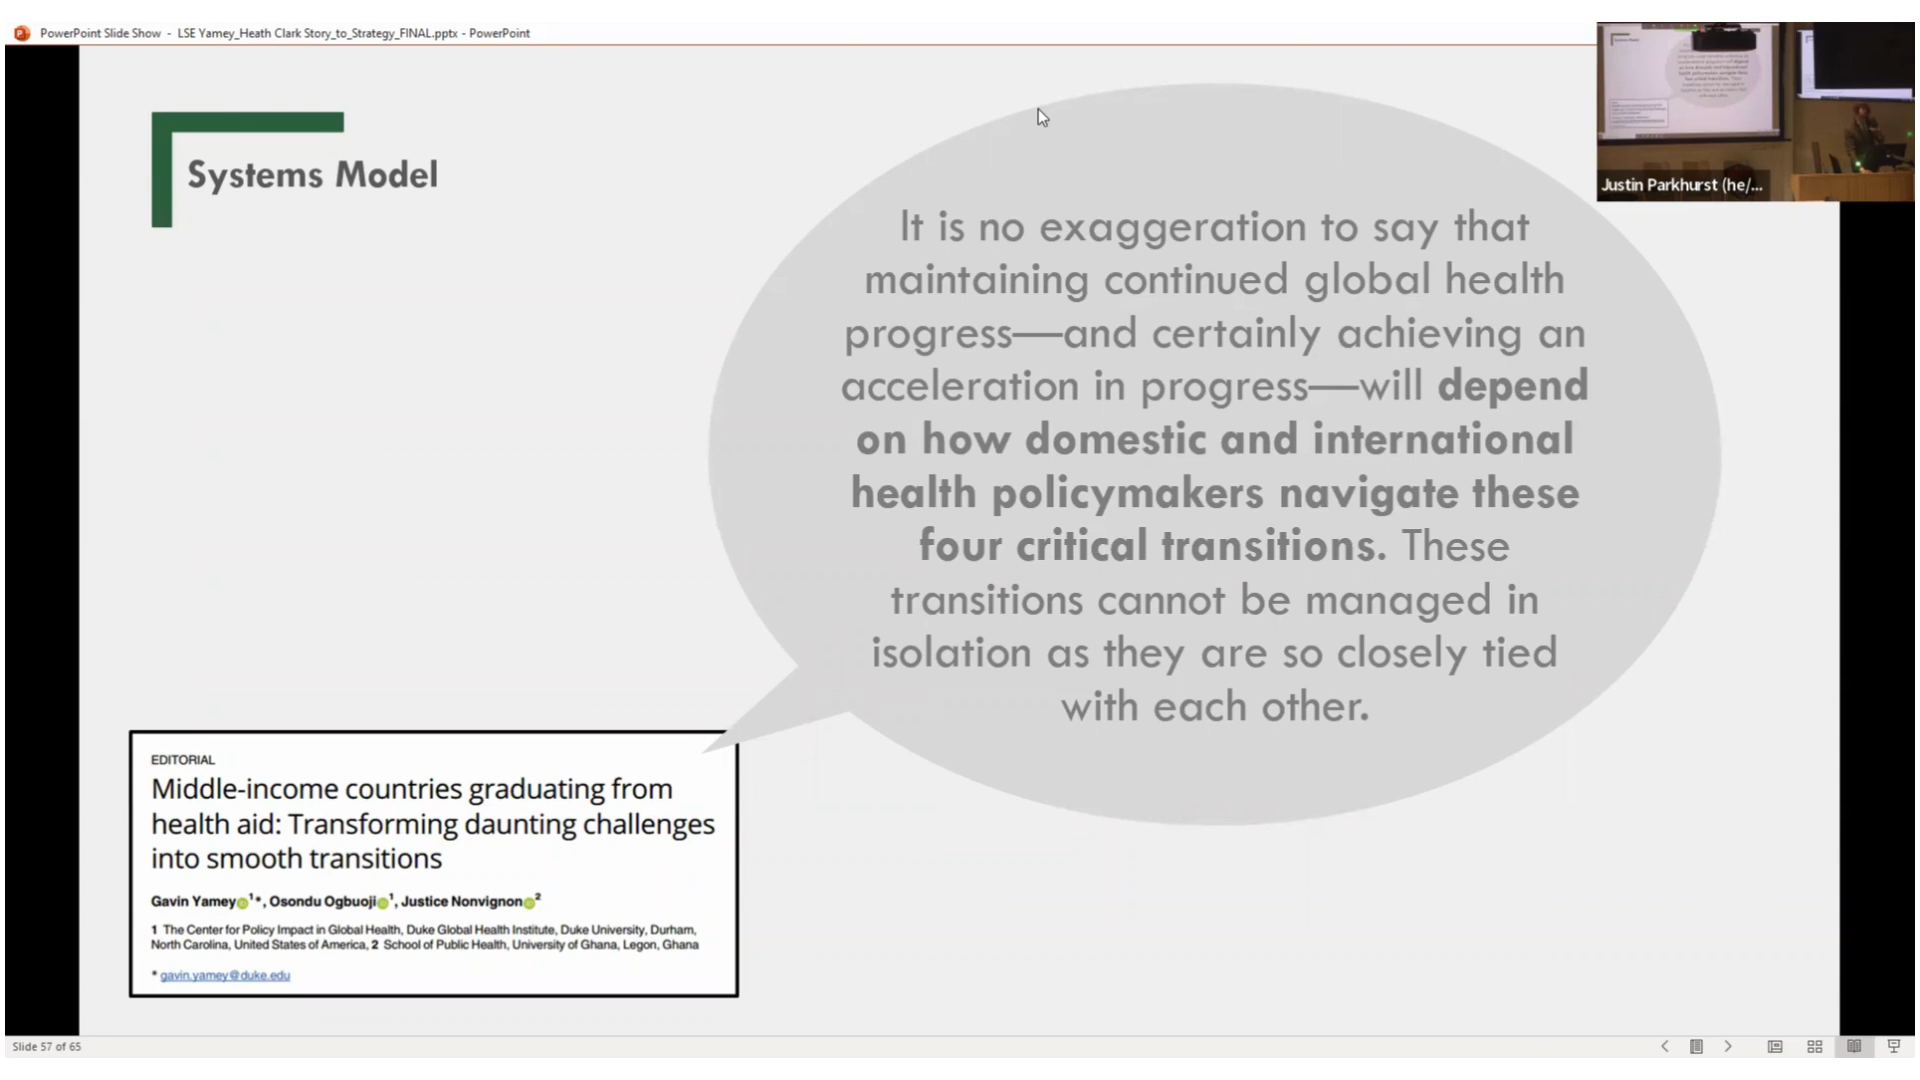 PowerPoint Slide Show - LSE Yamey_Heath Clark Story_to_Strategy_FINAL.pptx - PowerPoint
Systems Model
Justin Parkhurst (he/...
It is no exaggeration to say that
maintaining continued global health
progress—and certainly achieving an
acceleration in progress—will depend
on how domestic and international
health policymakers navigate these
four critical transitions. These
transitions cannot be managed in
isolation as they are so closely tied
with each other.
EDITORIAL
Middle-income countries graduating from
health aid: Transforming daunting challenges
into smooth transitions
Gavin Yamey 1*, Osondu Ogbuoji 1, Justice Nonvignon 2
1 The Center for Policy Impact in Global Health, Duke Global Health Institute, Duke University, Durham,
North Carolina, United States of America, 2 School of Public Health, University of Ghana, Legon, Ghana
* gavin.yamey@duke.edu
Slide 57 of 65